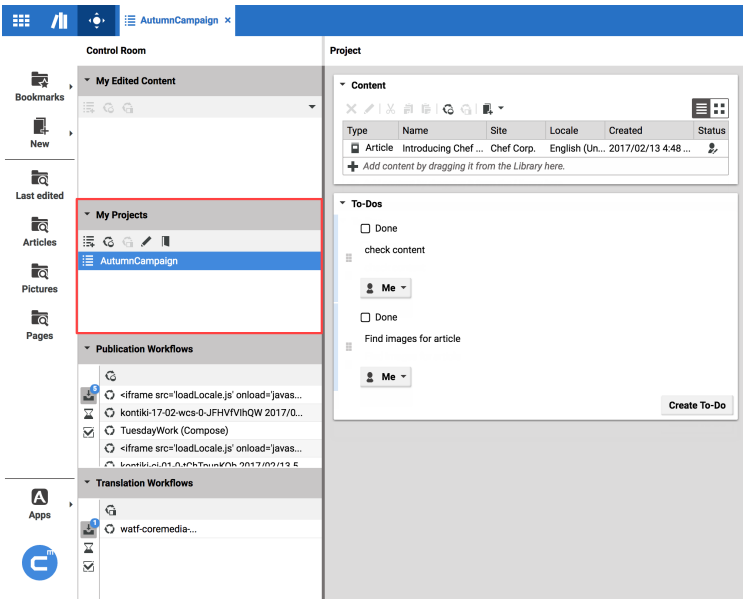 AutumnCampaign ×
Control Room
Project
Bookmarks
New
Last edited
Articles
Pictures
Pages
Apps
My Edited Content
My Projects
AutumnCampaign
Publication Workflows
5
<iframe src='loadLocale.js' onload='javas...
kontiki-17-02-wcs-0-JFHVfVlhQW 2017/0...
TuesdayWork (Compose)
<iframe src='loadLocale.js' onload='javas...
Translation Workflows
1
watf-coremedia-...
Content
Type Name Site Locale Created Status
Article Introducing Chef ... Chef Corp. English (Un... 2017/02/13 4:48 ...
Add content by dragging it from the Library here.
To-Dos
Done
check content
Me
Done
Find images for article
Me
Create To-Do